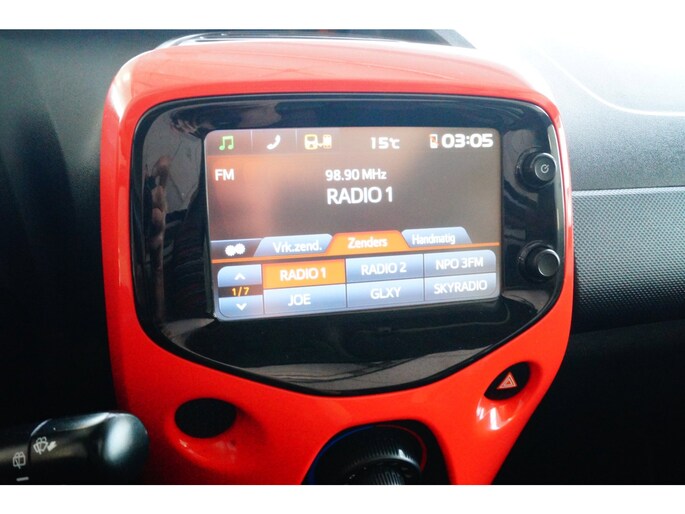 15°C 03:05
FM 98.90 MHz
RADIO 1
Vrk.zend. Zenders Handmatig
RADIO 1 RADIO 2 NPO 3FM
1/7
JOE GLXY SKYRADIO